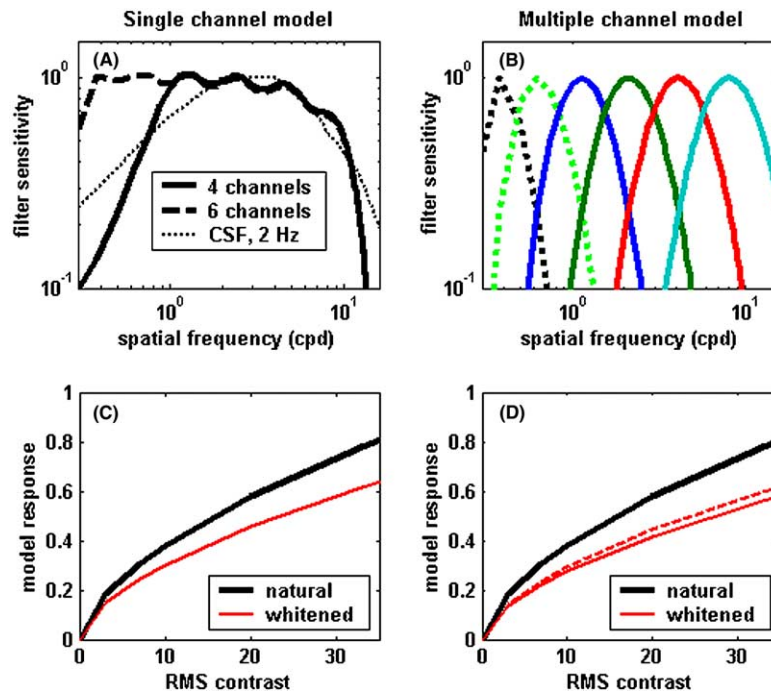 Single channel model
Multiple channel model
(A)
10^0
10^-1
filter sensitivity
4 channels
6 channels
CSF, 2 Hz
10^0
10^1
spatial frequency (cpd)
(B)
10^0
10^-1
filter sensitivity
10^0
10^1
spatial frequency (cpd)
(C)
1
0.8
0.6
0.4
0.2
0
model response
natural
whitened
0
10
20
30
RMS contrast
(D)
1
0.8
0.6
0.4
0.2
0
model response
natural
whitened
0
10
20
30
RMS contrast